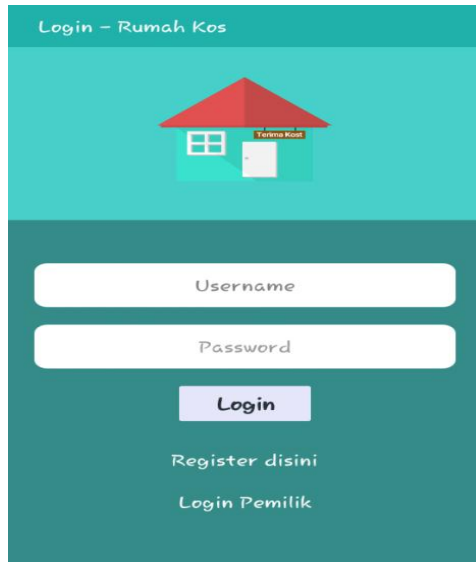 Login – Rumah Kos
Terima Kost
Username
Password
Login
Register disini
Login Pemilik